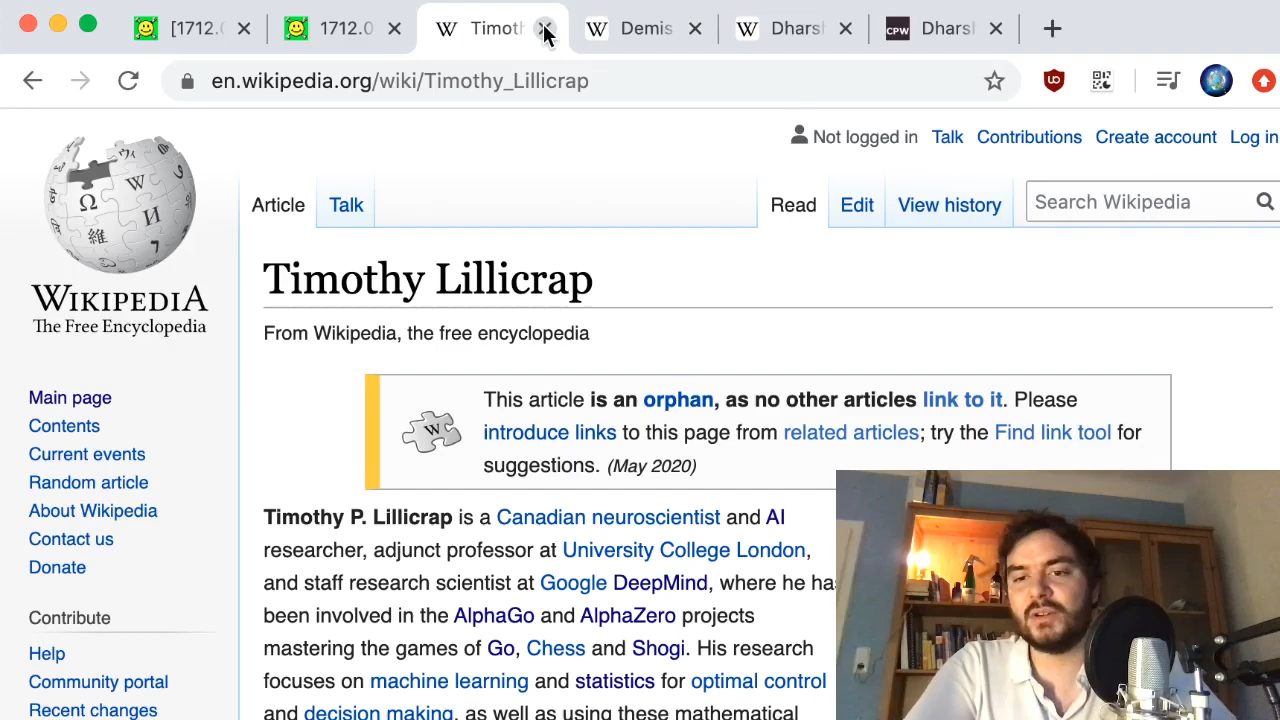 [1712.0
1712.0
Timoth
Demis
Dharsh
CPW
Dharsh
en.wikipedia.org/wiki/Timothy_Lillicrap
Not logged in Talk Contributions Create account Log in
Article Talk Read Edit View history Search Wikipedia
WIKIPEDIA
The Free Encyclopedia
Main page
Contents
Current events
Random article
About Wikipedia
Contact us
Donate
Contribute
Help
Community portal
Recent changes
Timothy Lillicrap
From Wikipedia, the free encyclopedia
This article is an orphan, as no other articles link to it. Please
introduce links to this page from related articles; try the Find link tool for
suggestions. (May 2020)
Timothy P. Lillicrap is a Canadian neuroscientist and AI
researcher, adjunct professor at University College London,
and staff research scientist at Google DeepMind, where he has
been involved in the AlphaGo and AlphaZero projects
mastering the games of Go, Chess and Shogi. His research
focuses on machine learning and statistics for optimal control
and decision making, as well as using these mathematical